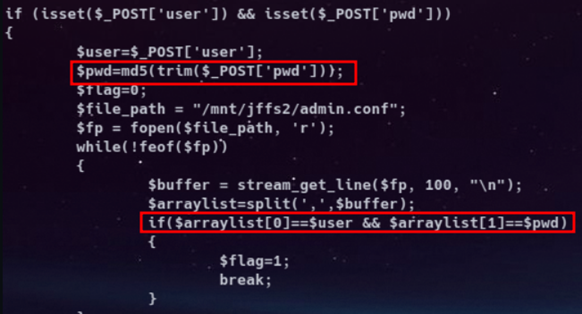 if (isset($_POST['user']) && isset($_POST['pwd']))
{
$user=$_POST['user'];
$pwd=md5(trim($_POST['pwd']));
$flag=0;
$file_path = "/mnt/jffs2/admin.conf";
$fp = fopen($file_path, 'r');
while(!feof($fp))
{
$buffer = stream_get_line($fp, 100, "\n");
$arraylist=split(',',$buffer);
if($arraylist[0]==$user && $arraylist[1]==$pwd)
{
$flag=1;
break;
}
}